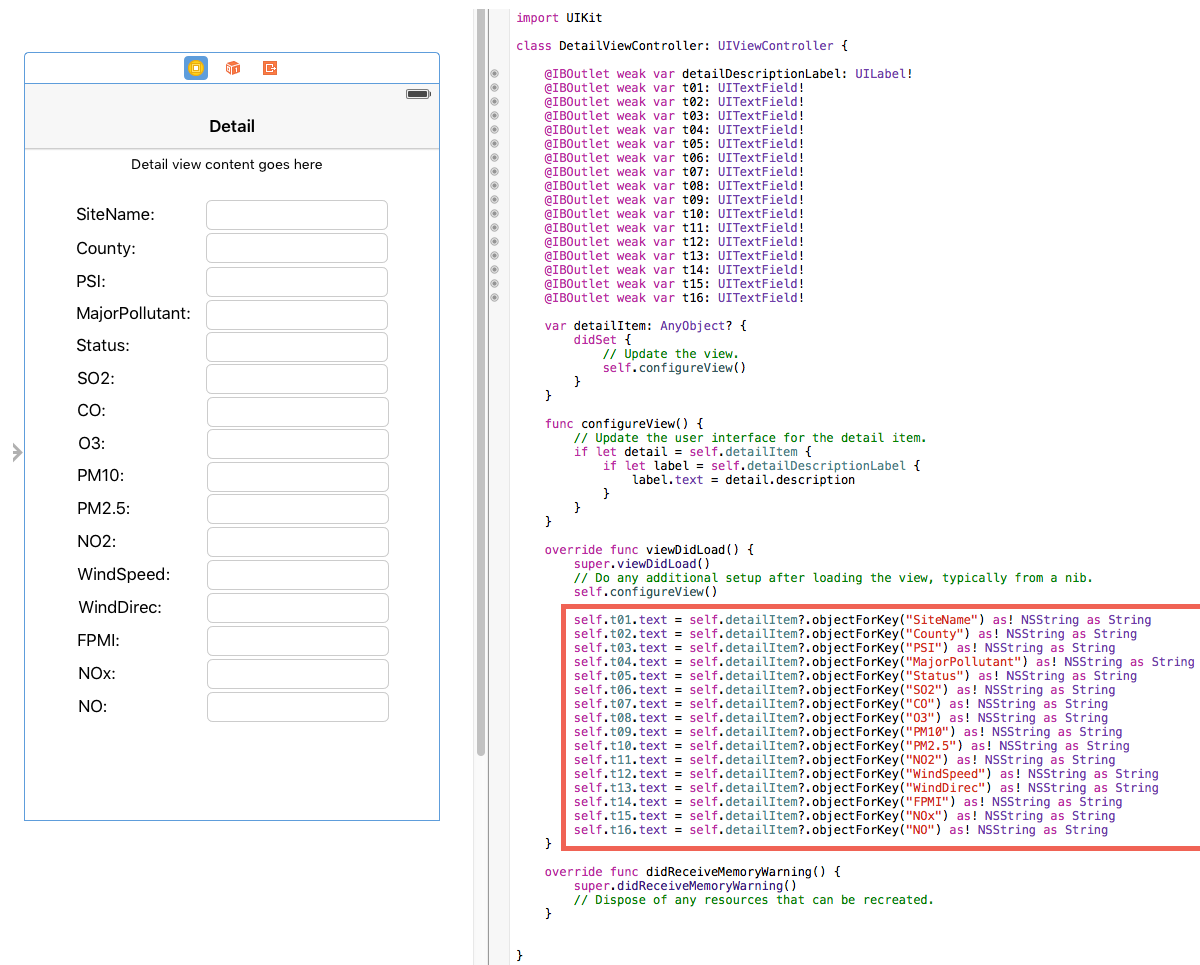 Detail
Detail view content goes here
SiteName:
County:
PSI:
MajorPollutant:
Status:
SO2:
CO:
O3:
PM10:
PM2.5:
NO2:
WindSpeed:
WindDirec:
FPMI:
NOx:
NO:
import UIKit
class DetailViewController: UIViewController {
@IBOutlet weak var detailDescriptionLabel: UILabel!
@IBOutlet weak var t01: UITextField!
@IBOutlet weak var t02: UITextField!
@IBOutlet weak var t03: UITextField!
@IBOutlet weak var t04: UITextField!
@IBOutlet weak var t05: UITextField!
@IBOutlet weak var t06: UITextField!
@IBOutlet weak var t07: UITextField!
@IBOutlet weak var t08: UITextField!
@IBOutlet weak var t09: UITextField!
@IBOutlet weak var t10: UITextField!
@IBOutlet weak var t11: UITextField!
@IBOutlet weak var t12: UITextField!
@IBOutlet weak var t13: UITextField!
@IBOutlet weak var t14: UITextField!
@IBOutlet weak var t15: UITextField!
@IBOutlet weak var t16: UITextField!
var detailItem: AnyObject? {
didSet {
// Update the view.
self.configureView()
}
}
func configureView() {
// Update the user interface for the detail item.
if let detail = self.detailItem {
if let label = self.detailDescriptionLabel {
label.text = detail.description
}
}
}
override func viewDidLoad() {
super.viewDidLoad()
// Do any additional setup after loading the view, typically from a nib.
self.configureView()
self.t01.text = self.detailItem?.objectForKey("SiteName") as! NSString as String
self.t02.text = self.detailItem?.objectForKey("County") as! NSString as String
self.t03.text = self.detailItem?.objectForKey("PSI") as! NSString as String
self.t04.text = self.detailItem?.objectForKey("MajorPollutant") as! NSString as String
self.t05.text = self.detailItem?.objectForKey("Status") as! NSString as String
self.t06.text = self.detailItem?.objectForKey("SO2") as! NSString as String
self.t07.text = self.detailItem?.objectForKey("CO") as! NSString as String
self.t08.text = self.detailItem?.objectForKey("O3") as! NSString as String
self.t09.text = self.detailItem?.objectForKey("PM10") as! NSString as String
self.t10.text = self.detailItem?.objectForKey("PM2.5") as! NSString as String
self.t11.text = self.detailItem?.objectForKey("NO2") as! NSString as String
self.t12.text = self.detailItem?.objectForKey("WindSpeed") as! NSString as String
self.t13.text = self.detailItem?.objectForKey("WindDirec") as! NSString as String
self.t14.text = self.detailItem?.objectForKey("FPMI") as! NSString as String
self.t15.text = self.detailItem?.objectForKey("NOx") as! NSString as String
self.t16.text = self.detailItem?.objectForKey("NO") as! NSString as String
}
override func didReceiveMemoryWarning() {
super.didReceiveMemoryWarning()
// Dispose of any resources that can be recreated.
}
}